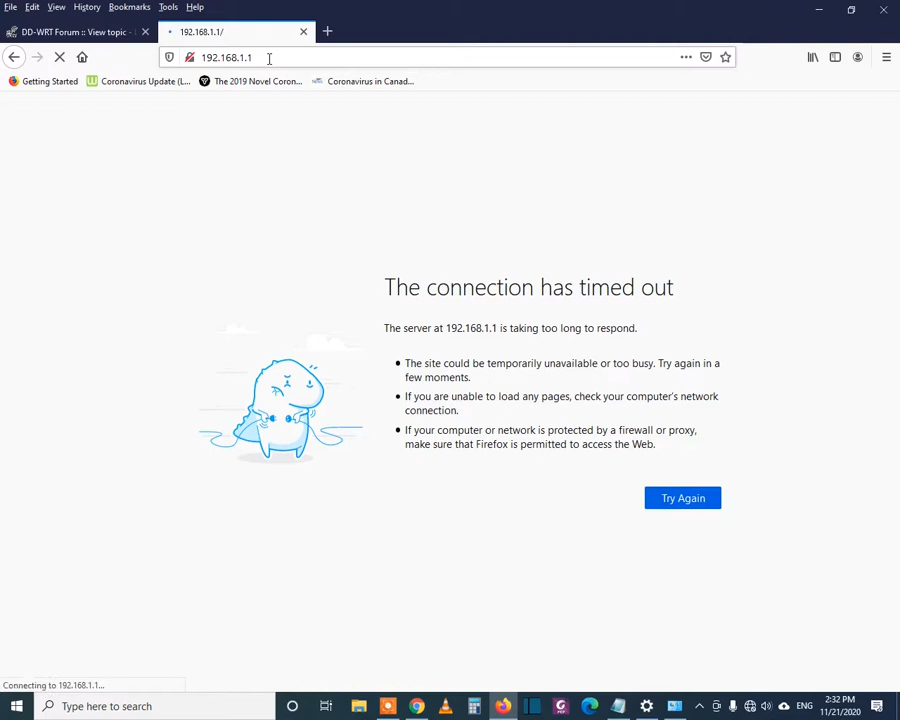 File Edit View History Bookmarks Tools Help
DD-WRT Forum :: View topic -
192.168.1.1/
192.168.1.1
Getting Started
Coronavirus Update (L...
The 2019 Novel Coron...
Coronavirus in Canad...
The connection has timed out
The server at 192.168.1.1 is taking too long to respond.
The site could be temporarily unavailable or too busy. Try again in a
few moments.
If you are unable to load any pages, check your computer's network
connection.
If your computer or network is protected by a firewall or proxy,
make sure that Firefox is permitted to access the Web.
Try Again
Connecting to 192.168.1.1...
Type here to search
ENG
2:32 PM
11/21/2020